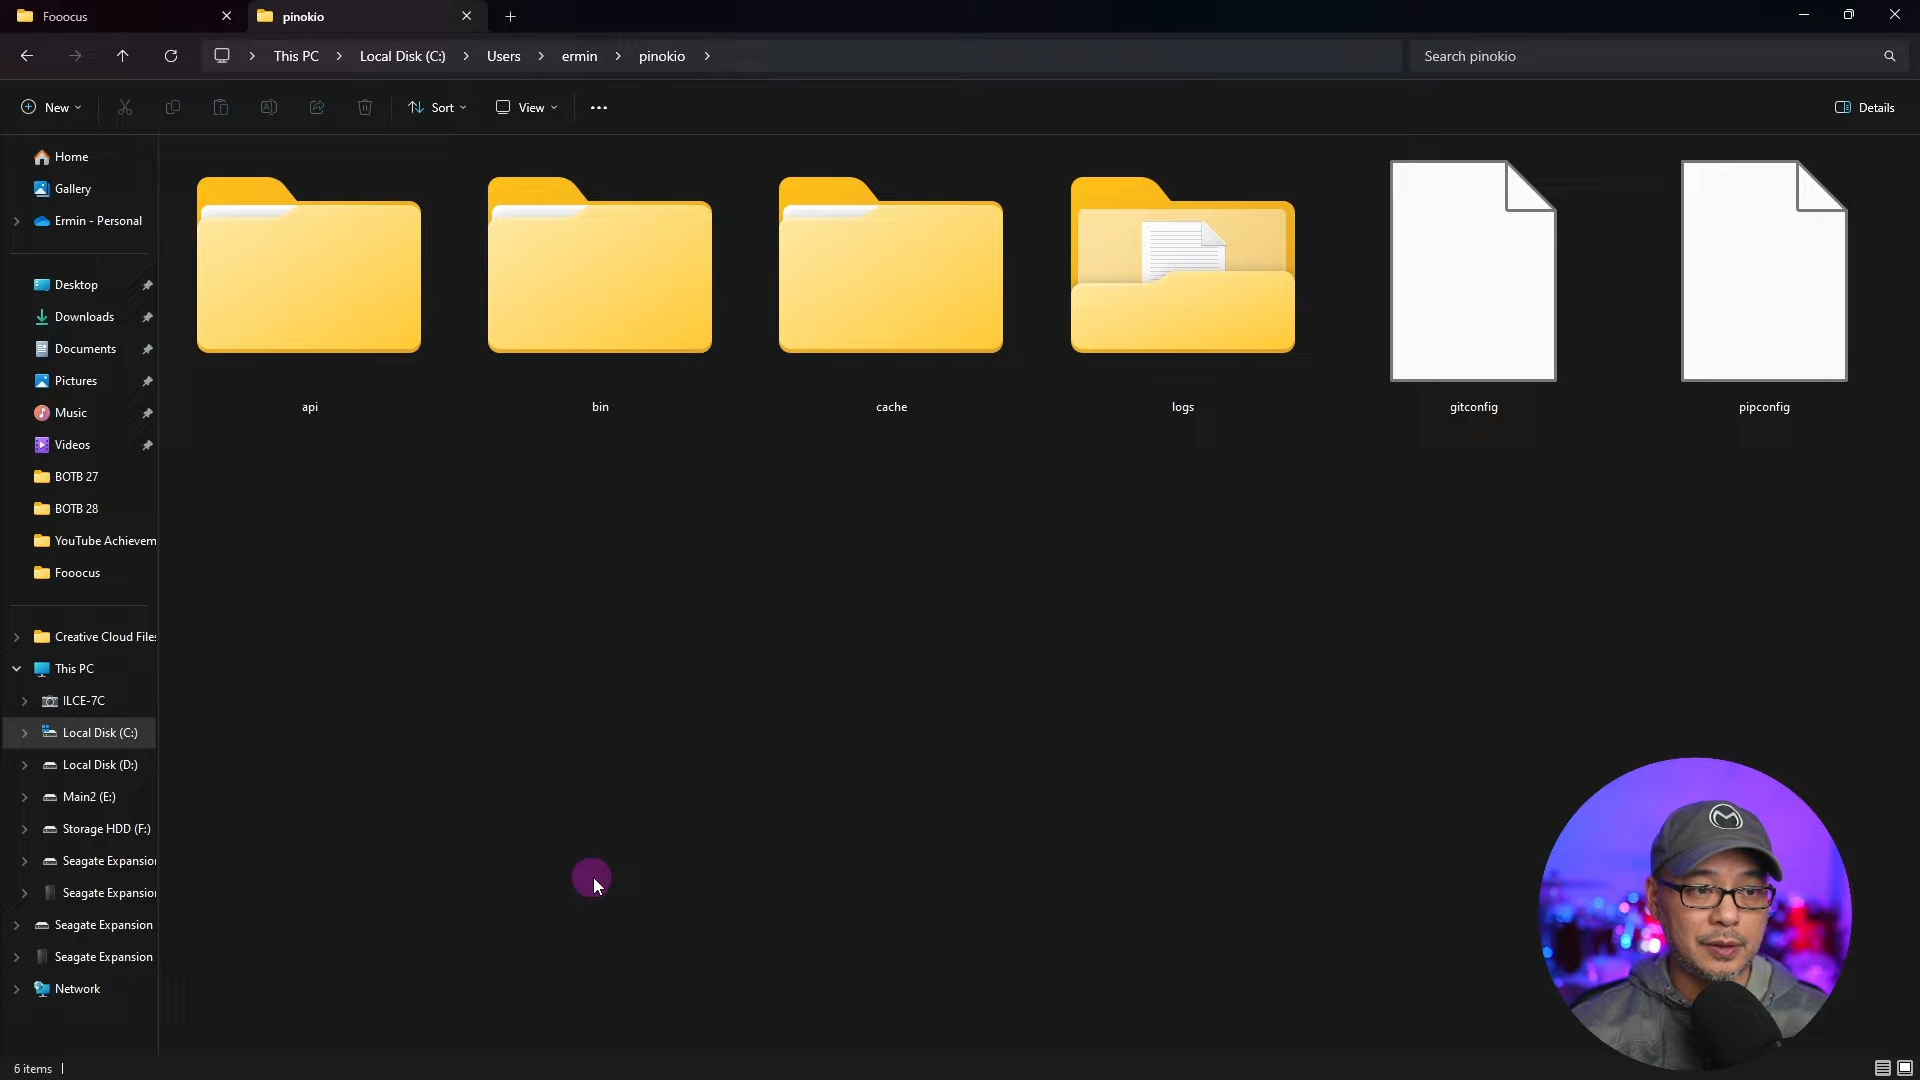 Fooocus
pinokio
This PC
Local Disk (C:)
Users
ermin
pinokio
Search pinokio
New
Sort
View
Details
Home
Gallery
Ermin - Personal
Desktop
Downloads
Documents
Pictures
Music
Videos
BOTB 27
BOTB 28
YouTube Achievem
Fooocus
Creative Cloud Files
This PC
ILCE-7C
Local Disk (C:)
Local Disk (D:)
Main2 (E:)
Storage HDD (F:)
Seagate Expansion
Seagate Expansion
Seagate Expansion
Seagate Expansion
Network
api
bin
cache
logs
gitconfig
pipconfig
6 items